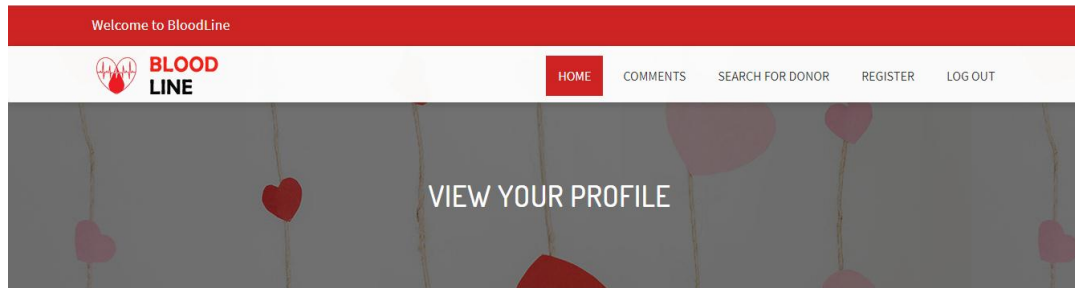 Welcome to BloodLine
BLOOD
LINE
HOME COMMENTS SEARCH FOR DONOR REGISTER LOG OUT
VIEW YOUR PROFILE